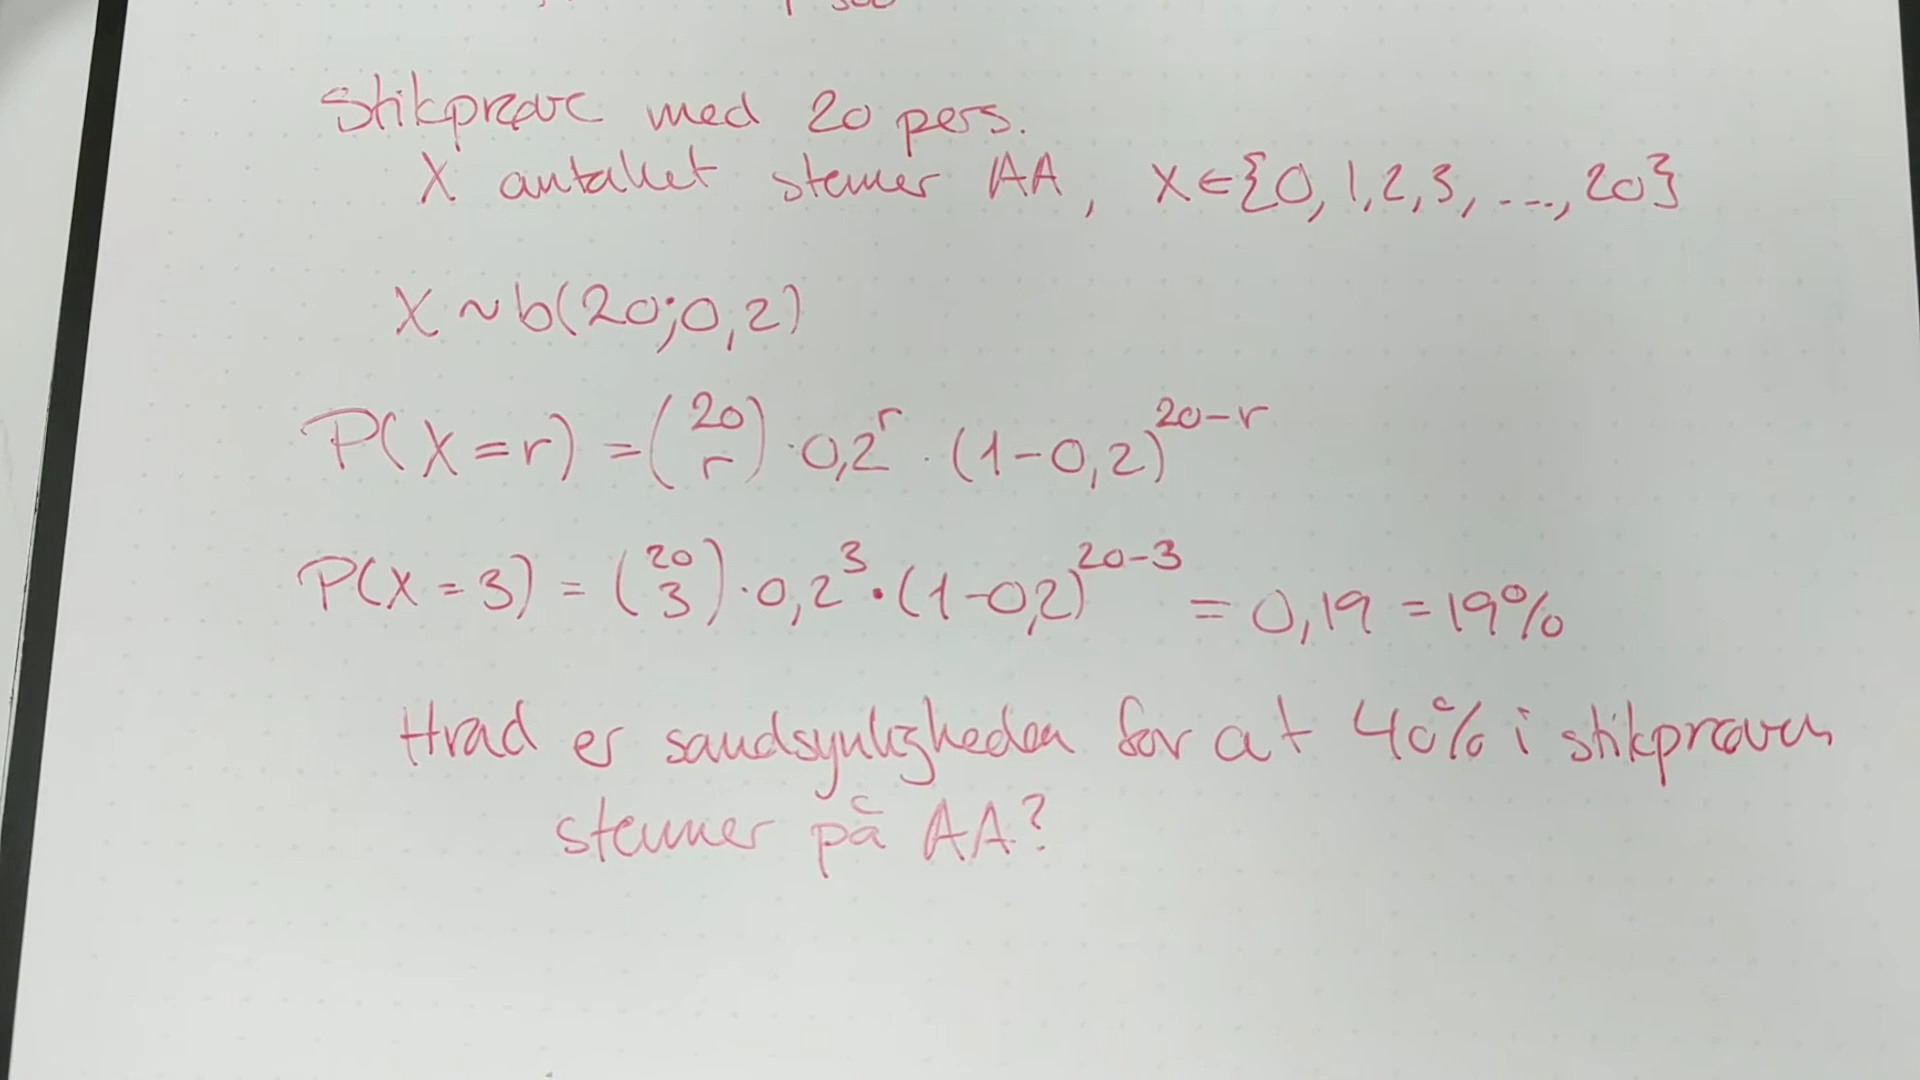 Stikprøve med 20 pers.
X antallet stemmer AA, X∈{0,1,2,3,...,20}
X~b(20;0,2)
P(X=r) = (20 r)·0,2^r·(1-0,2)^20-r
P(X=3) = (20 3)·0,2^3·(1-0,2)^20-3 = 0,19 = 19%
Hvad er sandsynligheden for at 40% i stikprøven
stemmer på AA?